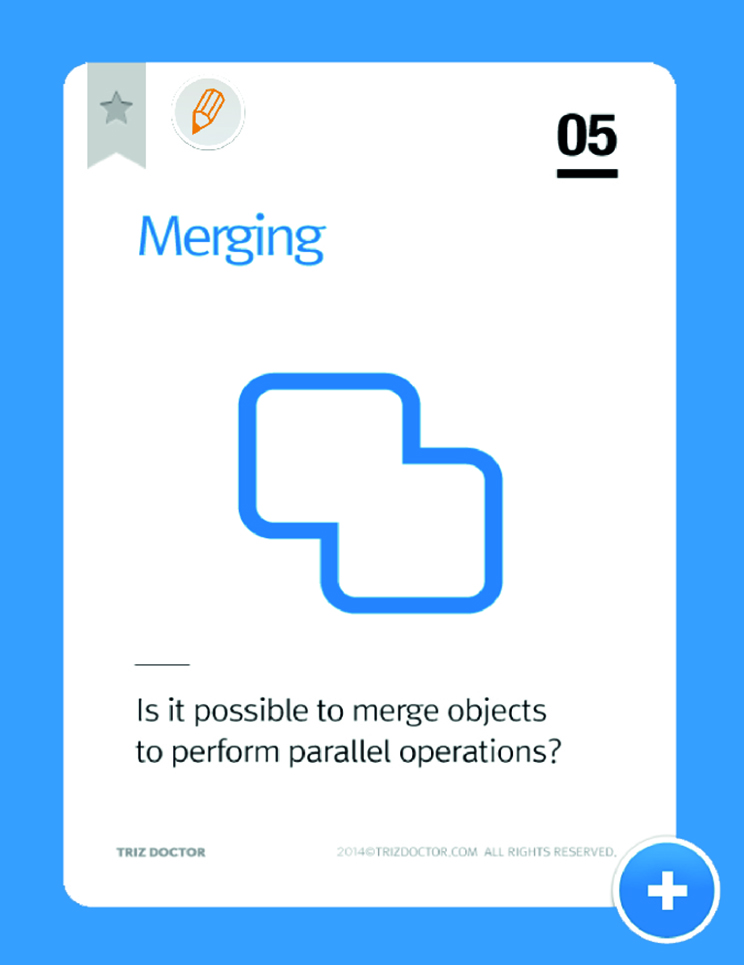 05
Merging
Is it possible to merge objects
to perform parallel operations?
TRIZ DOCTOR
2014©TRIZDOCTOR.COM ALL RIGHTS RESERVED.